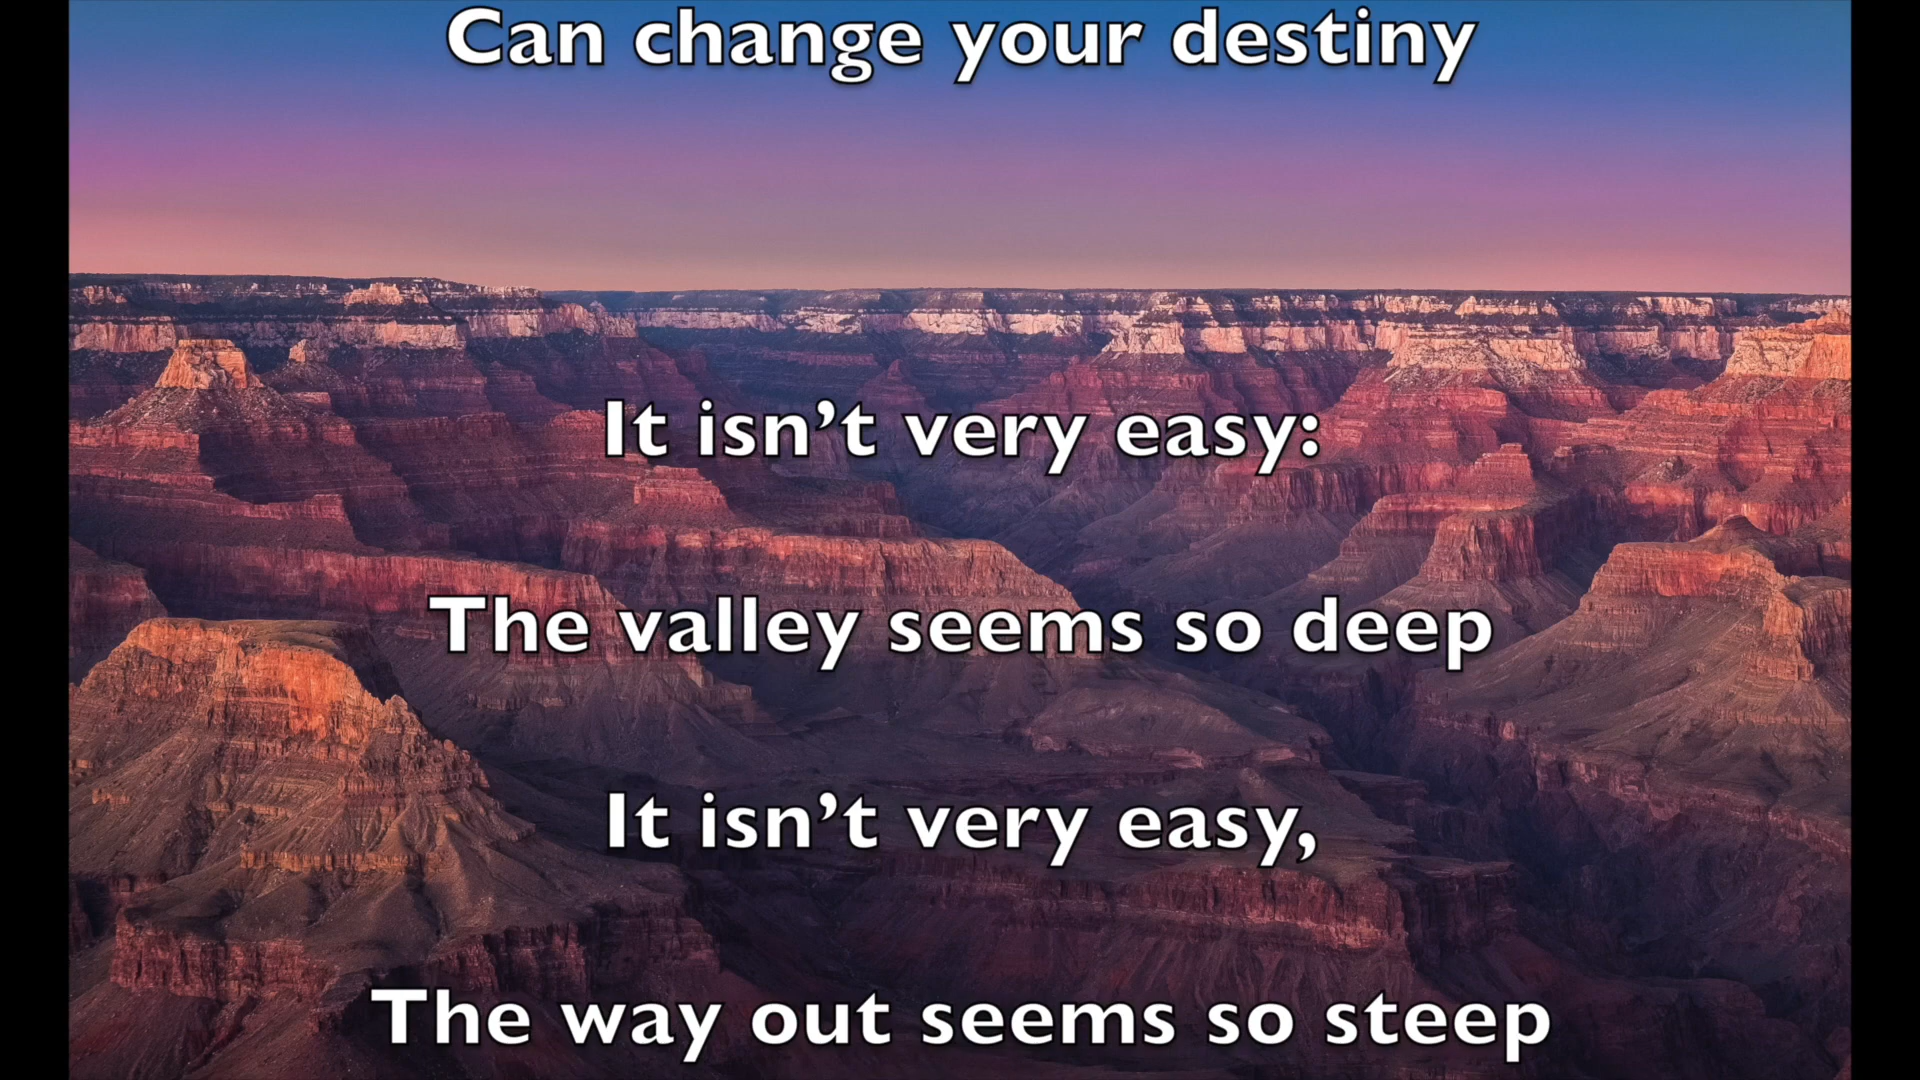 Can change your destiny
It isn’t very easy:
The valley seems so deep
It isn’t very easy,
The way out seems so steep